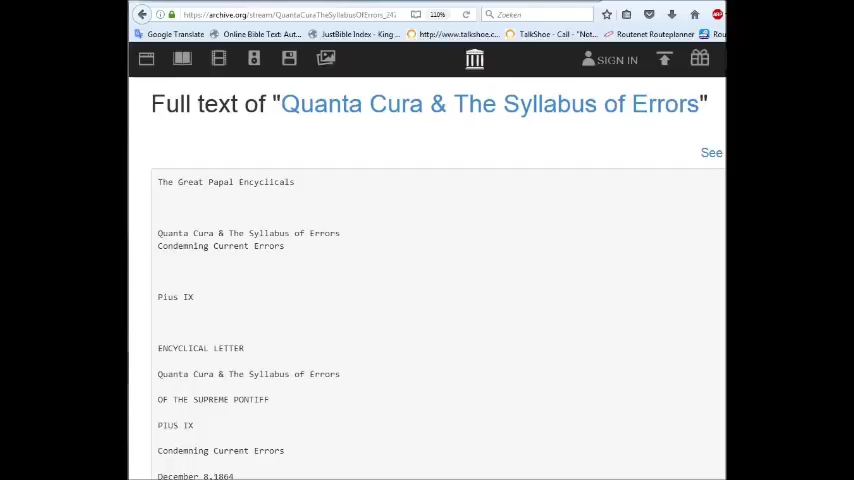 https://archive.org/stream/QuantaCuraTheSyllabusOfErrors_247
110%
Zoeken
Google Translate
Online Bible Text: Aut...
JustBible Index - King ...
http://www.talkshoe.c...
TalkShoe - Call - "Not...
Routenet Routeplanner
Rou
SIGN IN
Full text of "Quanta Cura & The Syllabus of Errors"
See
The Great Papal Encyclicals
Quanta Cura & The Syllabus of Errors
Condemning Current Errors
Pius IX
ENCYCLICAL LETTER
Quanta Cura & The Syllabus of Errors
OF THE SUPREME PONTIFF
PIUS IX
Condemning Current Errors
December 8,1864